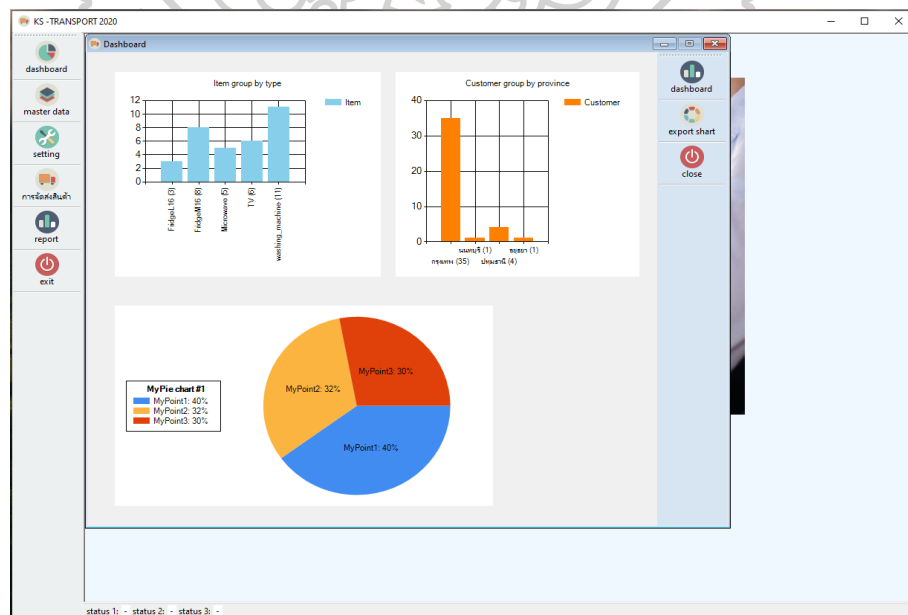 KS -TRANSPORT 2020
dashboard
master data
setting
การจัดส่งสินค้า
report
exit
Dashboard
Item group by type
Item
12
10
8
6
4
2
0
FridgeL16 (3)
FridgeM16 (8)
Microwave (5)
TV (6)
washing_machine (11)
Customer group by province
Customer
40
30
20
10
0
นนทบุรี (1)
อยุธยา (1)
กรุงเทพ (35)
ปทุมธานี (4)
MyPie chart #1
MyPoint1: 40%
MyPoint2: 32%
MyPoint3: 30%
MyPoint3: 30%
MyPoint2: 32%
MyPoint1: 40%
dashboard
export shart
close
status 1: - status 2: - status 3: -